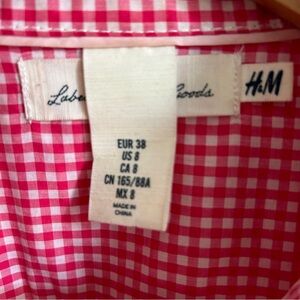 Labe
Goods
H&M
EUR 38
US 8
CA 8
CN 165/88A
MX 8
MADE IN
CHINA